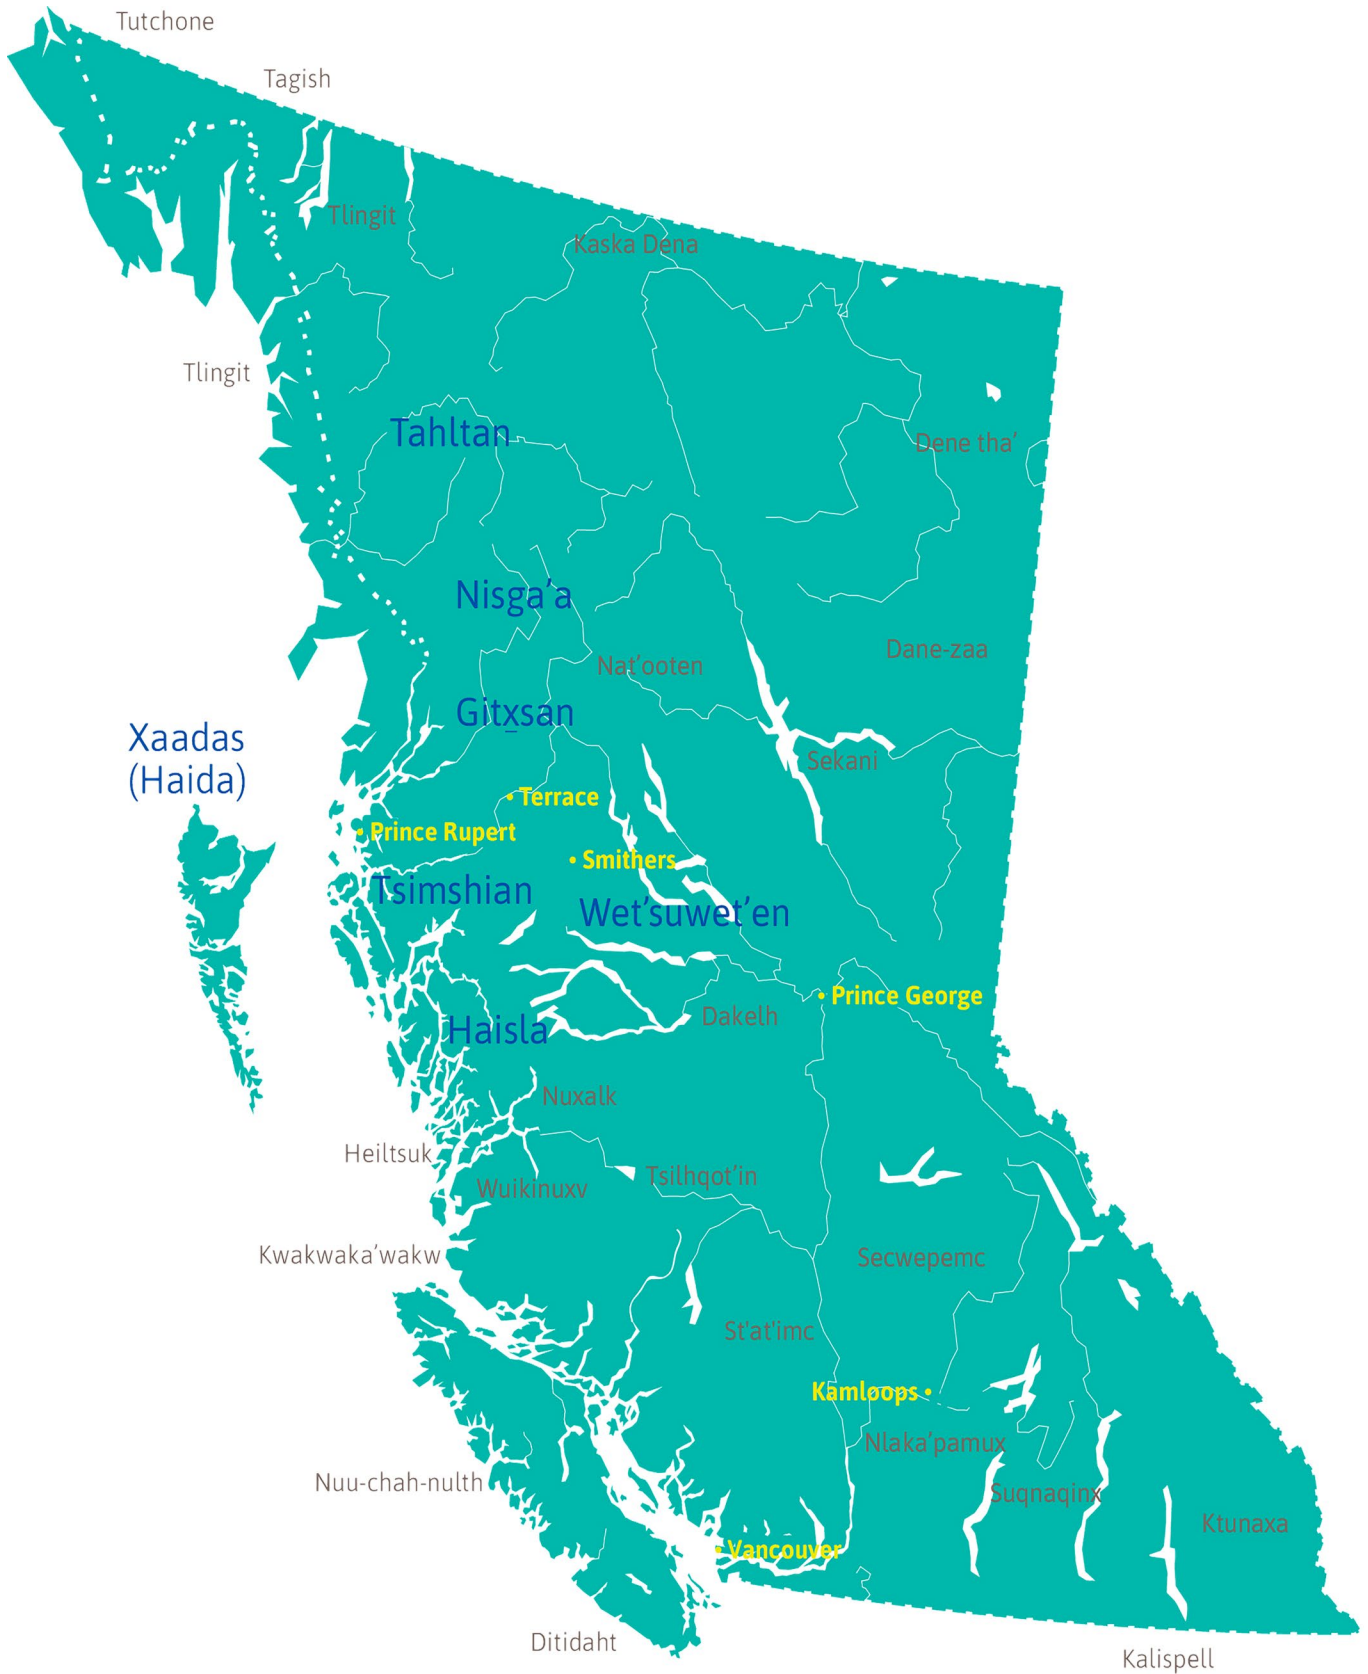 Tutchone
Tagish
Tlingit
Kaska Dena
Tlingit
Tahltan
Dene tha’
Nisga’a
Dane-zaa
Nat’ooten
Gitx̱san
Xaadas
(Haida)
Sekani
• Terrace
• Prince Rupert
• Smithers
Tsimshian
Wet’suwet’en
• Prince George
Dakelh
Haisla
Nuxalk
Heiltsuk
Tsilhqot’in
Wuikinuxv
Kwakwaka’wakw
Secwepemc
St'at'imc
Kamloops •
Nlaka’pamux
Nuu-chah-nulth
Suqnaqinx
Ktunaxa
• Vancouver
Ditidaht
Kalispell